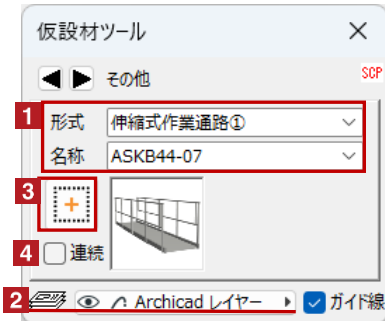 仮設材ツール
その他
SCP
1 形式 伸縮式作業通路①
名称 ASKB44-07
3
4 連続
2 Archicad レイヤー ガイド線